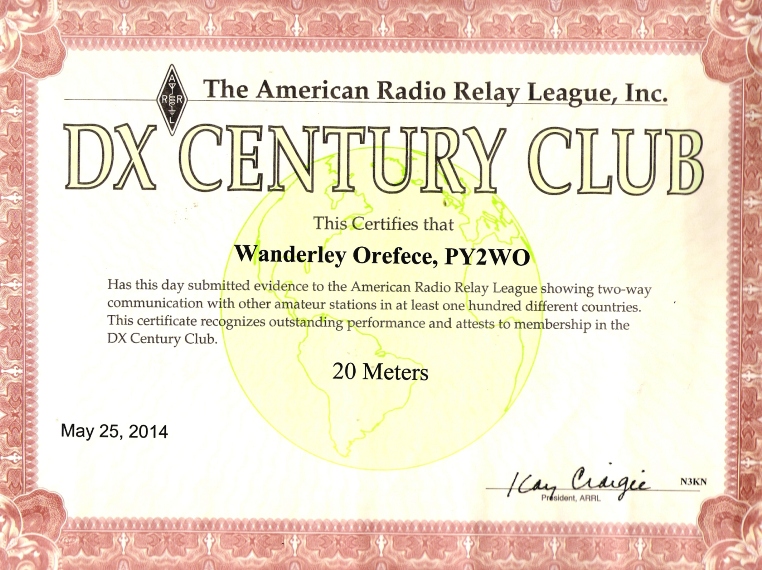 The American Radio Relay League, Inc.
A
R R
R
L
DX CENTURY CLUB
This Certifies that
Wanderley Orefece, PY2WO
Has this day submitted evidence to the American Radio Relay League showing two-way
communication with other amateur stations in at least one hundred different countries.
This certificate recognizes outstanding performance and attests to membership in the
DX Century Club.
20 Meters
May 25, 2014
Kay Craigie N3KN
President, ARRL